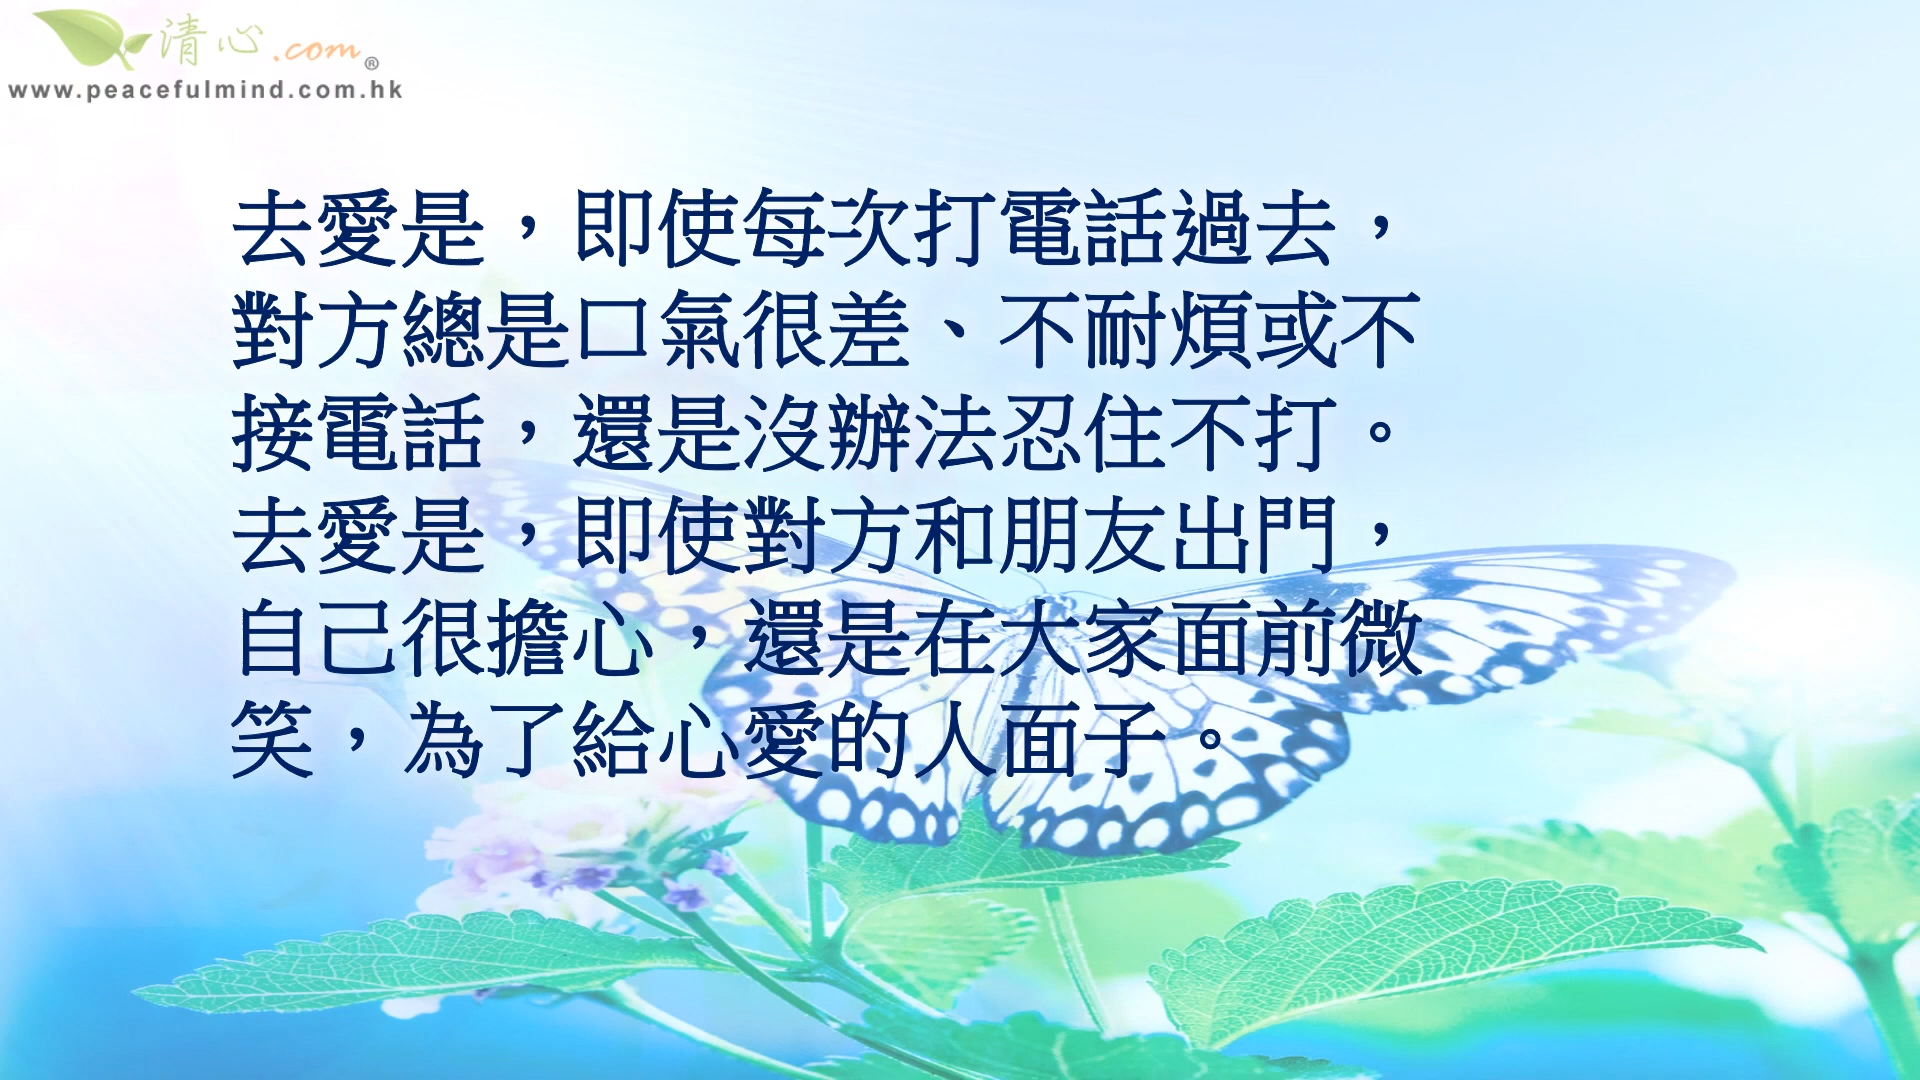 清心.com®
www.peacefulmind.com.hk
去愛是，即使每次打電話過去，
對方總是口氣很差、不耐煩或不
接電話，還是沒辦法忍住不打。
去愛是，即使對方和朋友出門，
自己很擔心，還是在大家面前微
笑，為了給心愛的人面子。